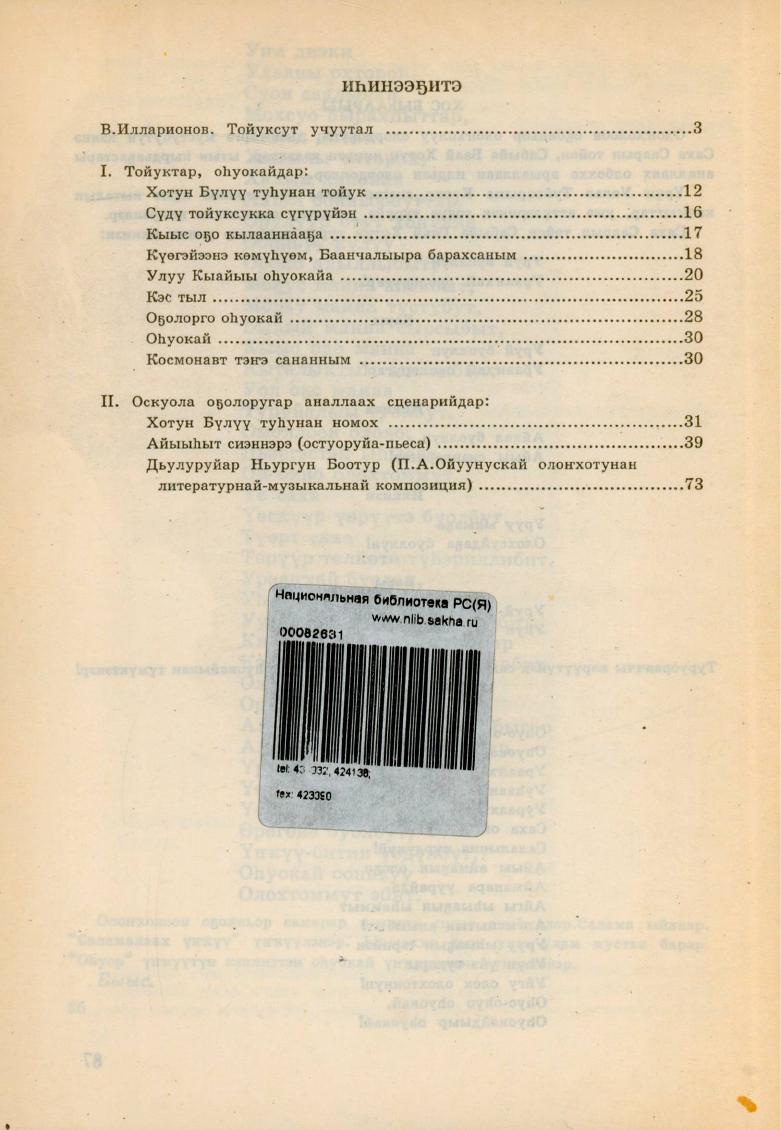 ИҺИНЭЭҔИТЭ
В.Илларионов. Тойуксут учуутал ........................................3
I. Тойуктар, оһуокайдар:
Хотун Бүлүү туһунан тойук ........................................12
Сүдү тойуксукка сүгүрүйэн ........................................16
Кыыс оҕо кылааннааҕа ........................................17
Күөгэйээнэ көмүһүөм, Баанчалыыра барахсаным ........................18
Улуу Кыайыы оһуокайа ........................................20
Кэс тыл ........................................25
Оҕолорго оһуокай ........................................28
Оһуокай ........................................30
Космонавт тэҥэ сананным ........................................30
II. Оскуола оҕолоругар аналлаах сценарийдар:
Хотун Бүлүү туһунан номох ........................................31
Айыыһыт сиэннэрэ (остуоруйа-пьеса) ........................................39
Дьулуруйар Ньургун Боотур (П.А.Ойуунускай олоҥхотунан
литературнай-музыкальнай композиция) ..............................73
Национальная библиотека РС(Я)
www.nlib.sakha.ru
00082631
tel: 424138;
fax: 423390